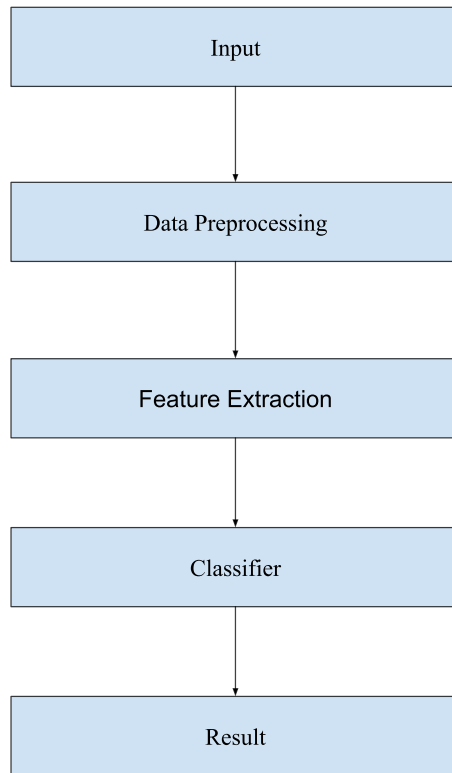 Input
Data Preprocessing
Feature Extraction
Classifier
Result